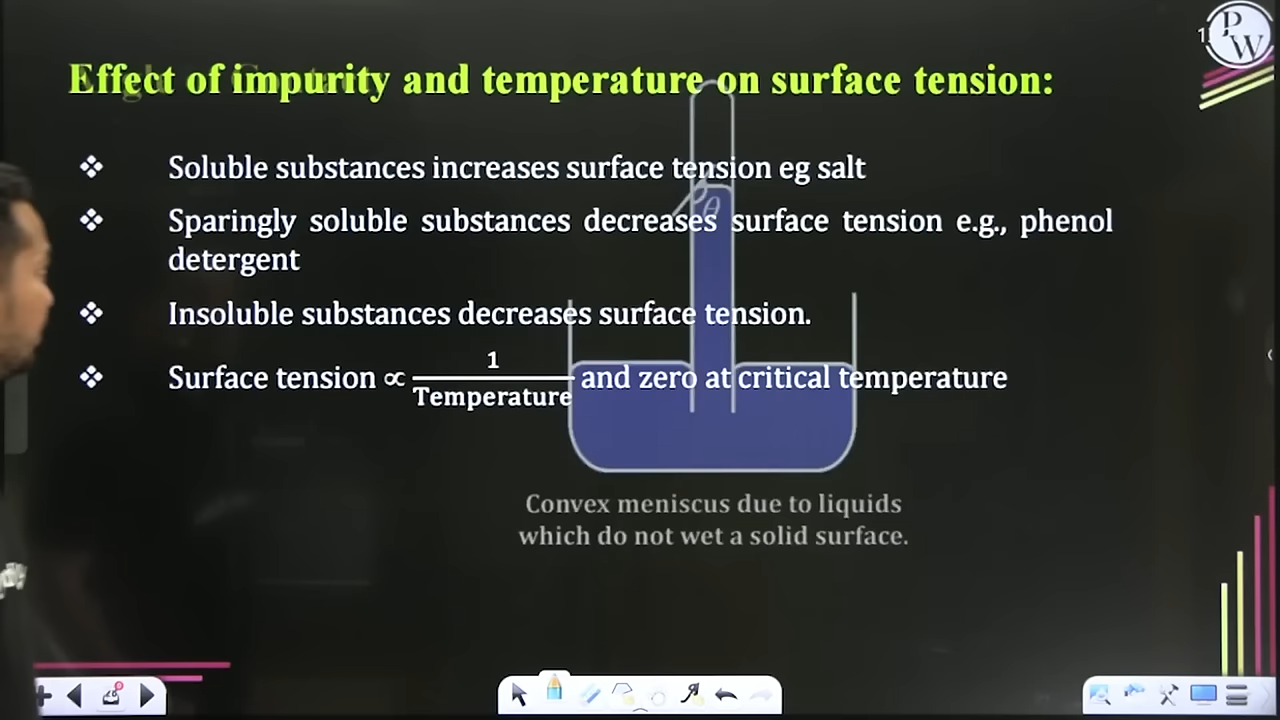 PW
Effect of impurity and temperature on surface tension:
❖ Soluble substances increases surface tension eg salt
θ
❖ Sparingly soluble substances decreases surface tension e.g., phenol
detergent
❖ Insoluble substances decreases surface tension.
❖ Surface tension ∝ 1/Temperature and zero at critical temperature
Convex meniscus due to liquids
which do not wet a solid surface.